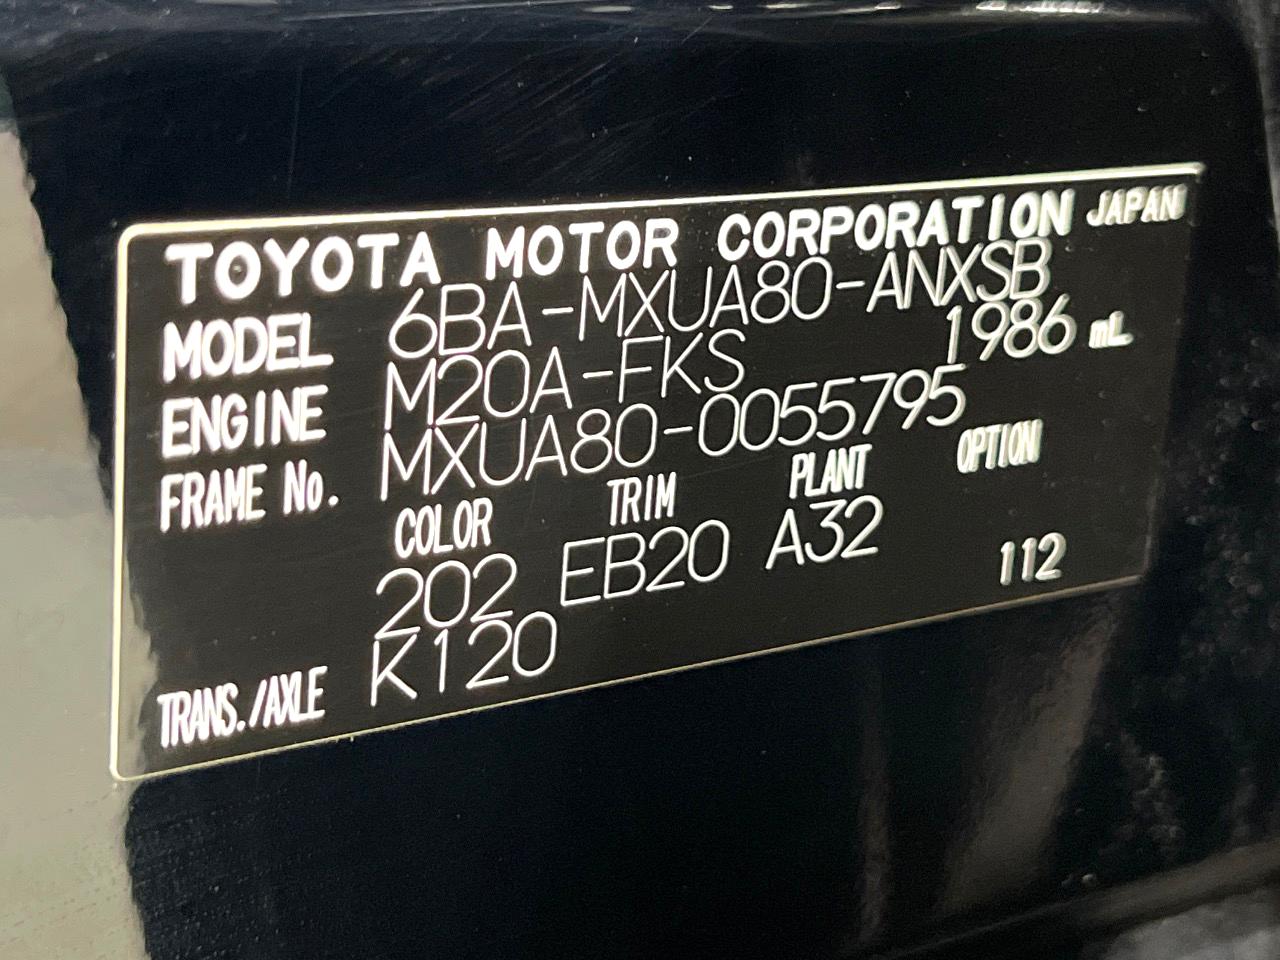 TOYOTA MOTOR CORPORATION JAPAN
MODEL 6BA-MXUA80-ANXSB
ENGINE M20A-FKS 1986 mL
FRAME No. MXUA80-0055795
COLOR TRIM PLANT OPTION
202 EB20 A32 112
TRANS./AXLE K120